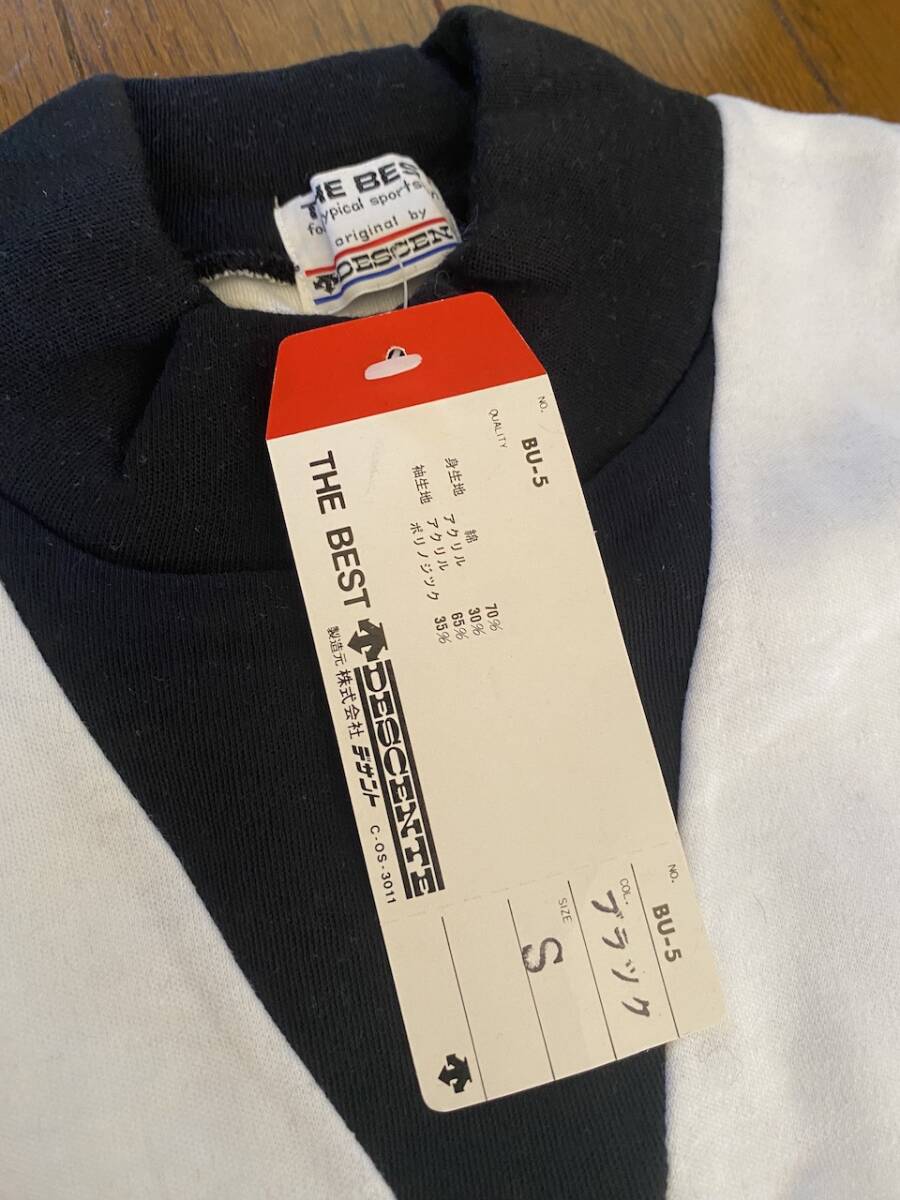 THE BES
Typical sports
fo
original by
DESCEN
NO. BU-5
QUALITY
身生地 綿 70%
アクリル 30%
袖生地 アクリル 65%
ポリノジック 35%
THE BEST DESCENTE
製造元 株式会社 デサント C-OS-3011
NO. BU-5
COL. ブラック
SIZE S